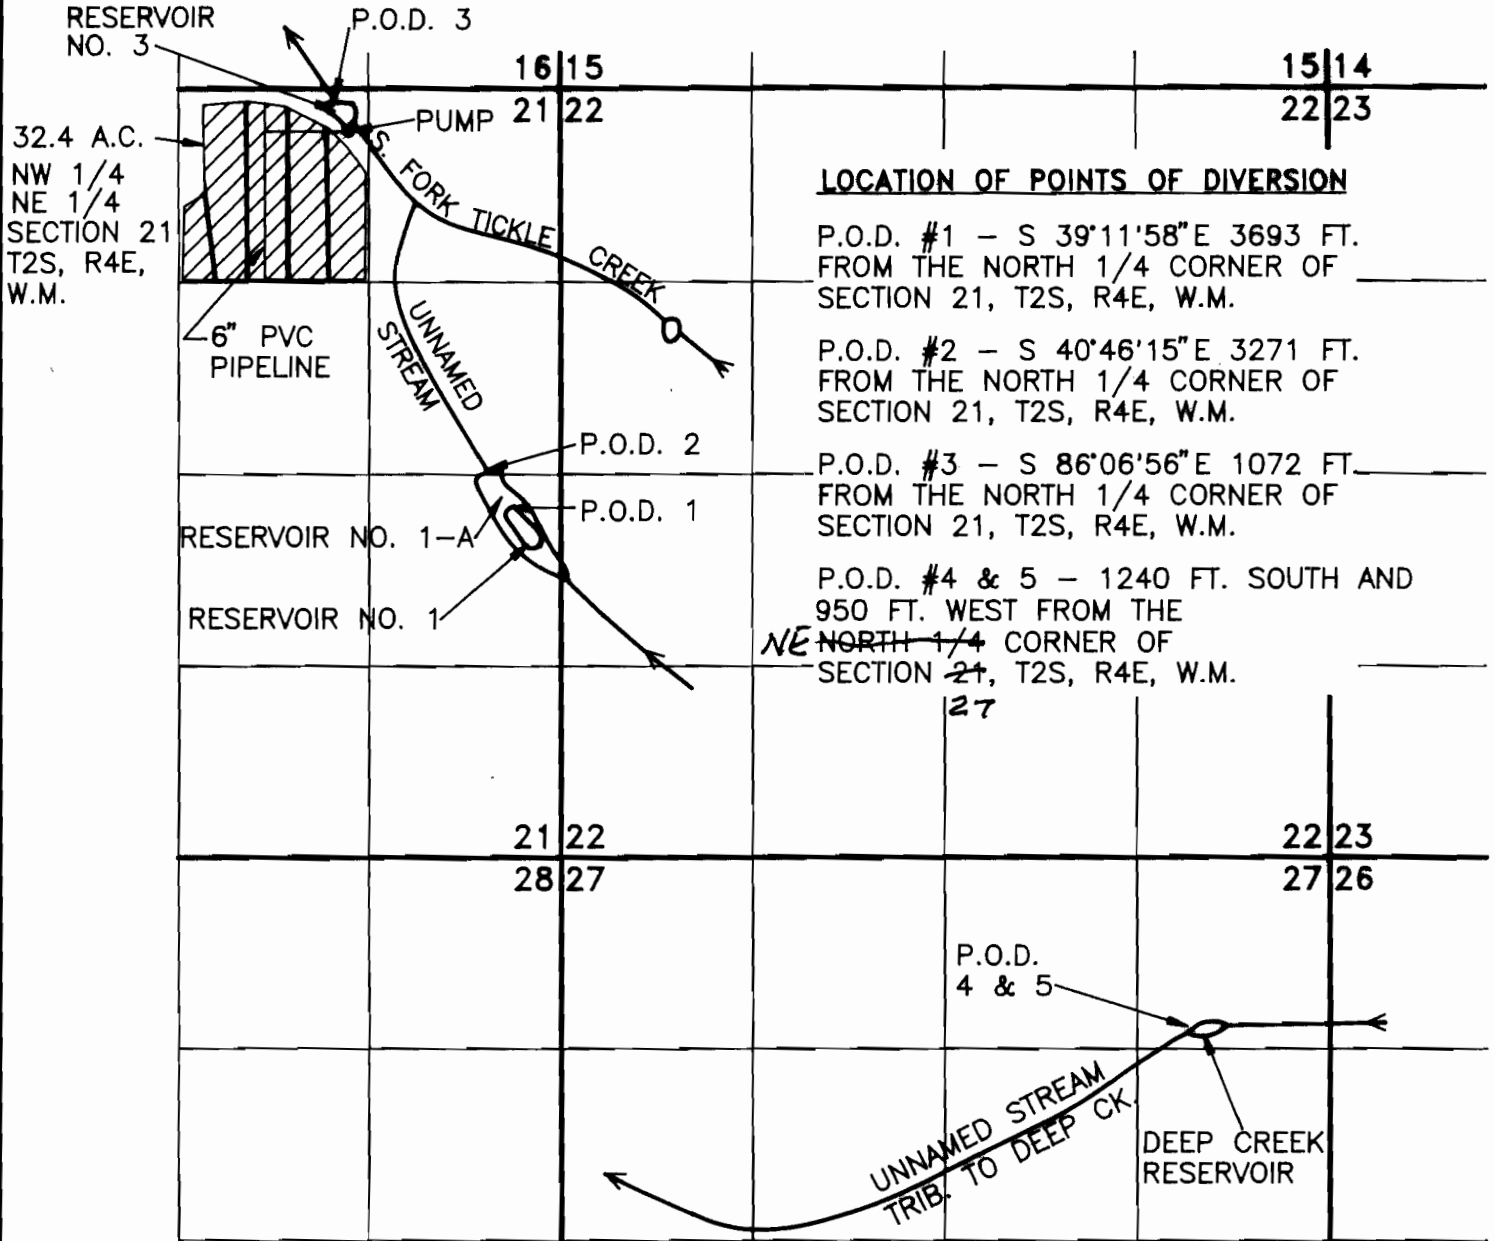 RESERVOIR
NO. 3
P.O.D. 3
16 15
21 22
15 14
22 23
PUMP
32.4 A.C.
NW 1/4
NE 1/4
SECTION 21
T2S, R4E,
W.M.
S. FORK TICKLE CREEK
6" PVC
PIPELINE
UNNAMED
STREAM
P.O.D. 2
P.O.D. 1
RESERVOIR NO. 1-A
RESERVOIR NO. 1
LOCATION OF POINTS OF DIVERSION
P.O.D. #1 - S 39°11'58"E 3693 FT.
FROM THE NORTH 1/4 CORNER OF
SECTION 21, T2S, R4E, W.M.
P.O.D. #2 - S 40°46'15"E 3271 FT.
FROM THE NORTH 1/4 CORNER OF
SECTION 21, T2S, R4E, W.M.
P.O.D. #3 - S 86°06'56"E 1072 FT.
FROM THE NORTH 1/4 CORNER OF
SECTION 21, T2S, R4E, W.M.
P.O.D. #4 & 5 - 1240 FT. SOUTH AND
950 FT. WEST FROM THE
NE NORTH 1/4 CORNER OF
SECTION 21, T2S, R4E, W.M.
27
21 22
28 27
22 23
27 26
P.O.D.
4 & 5
UNNAMED STREAM
TRIB. TO DEEP CK.
DEEP CREEK
RESERVOIR